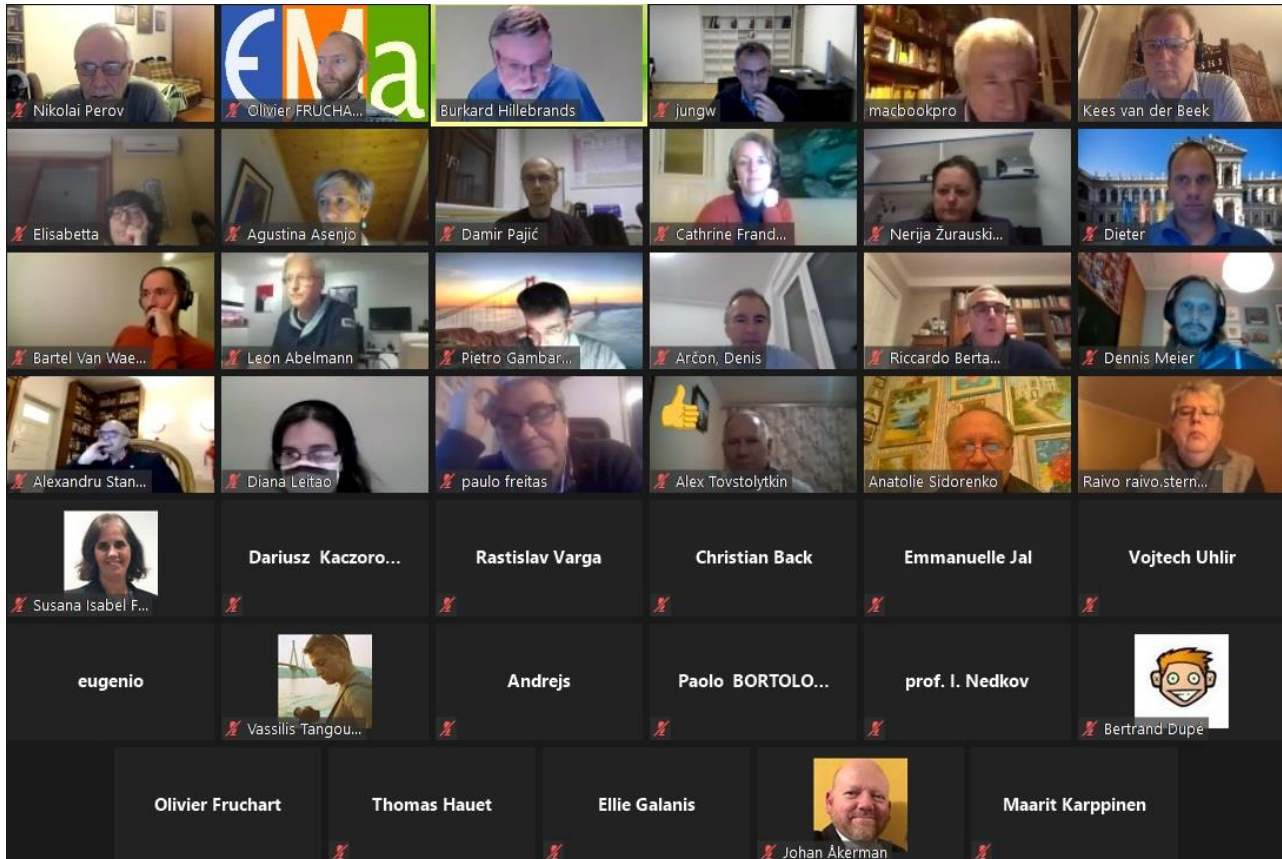 Nikolai Perov
EMa
Olivier FRUCHA...
Burkard Hillebrands
jungw
macbookpro
Kees van der Beek
Elisabetta
Agustina Asenjo
Damir Pajić
Cathrine Frand...
Nerija Žurauski...
Dieter
Bartel Van Wae...
Leon Abelmann
Pietro Gambar...
Arčon, Denis
Riccardo Berta...
Dennis Meier
Alexandru Stan...
Diana Leitao
paulo freitas
Alex Tovstolytkin
Anatolie Sidorenko
Raivo raivo.stern...
Susana Isabel F...
Dariusz Kaczoro...
Rastislav Varga
Christian Back
Emmanuelle Jal
Vojtech Uhlir
eugenio
Vassilis Tangou...
Andrejs
Paolo BORTOLO...
prof. I. Nedkov
Bertrand Dupé
Olivier Fruchart
Thomas Hauet
Ellie Galanis
Johan Åkerman
Maarit Karppinen